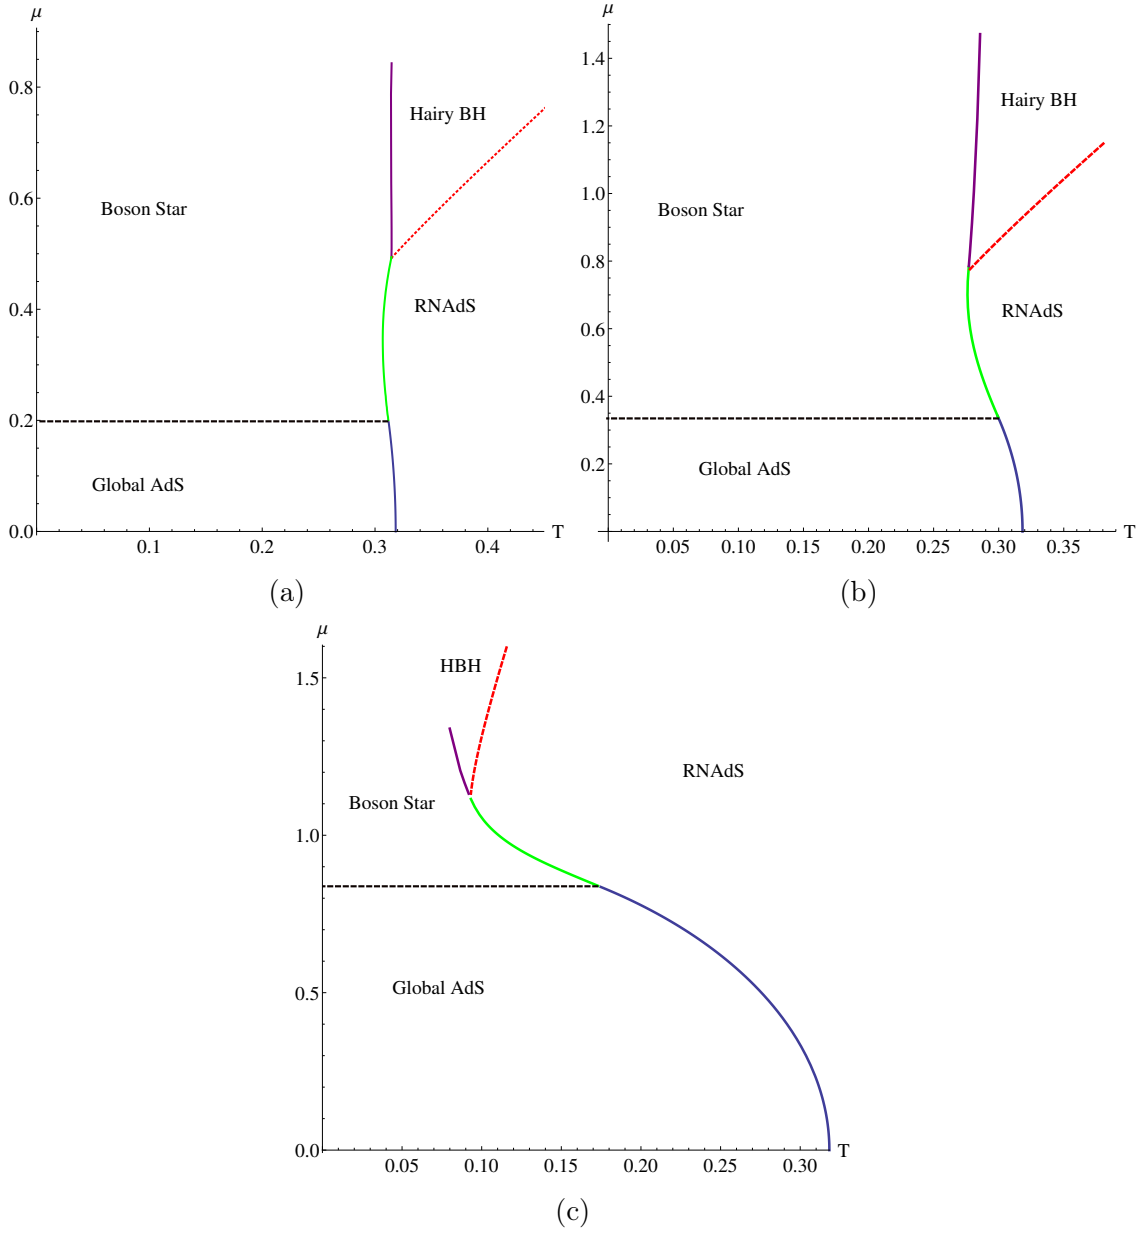 μ
0.8
Hairy BH
0.6
Boson Star
0.4
RNAdS
0.2
Global AdS
0.0
0.1 0.2 0.3 0.4 T
(a)
μ
1.4
1.2
Hairy BH
1.0
Boson Star
0.8
RNAdS
0.6
0.4
0.2
Global AdS
0.05 0.10 0.15 0.20 0.25 0.30 0.35 T
(b)
μ
HBH
1.5
RNAdS
Boson Star
1.0
Global AdS
0.5
0.0
0.05 0.10 0.15 0.20 0.25 0.30 T
(c)